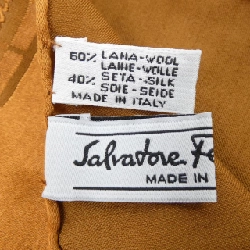 60% LANA-WOOL
LAINE-WOLLE
40% SETA-SILK
SOIE-SEIDE
MADE IN ITALY
Salvatore Fe
MADE IN